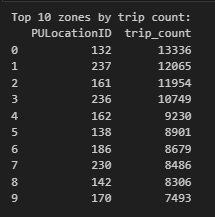 Top 10 zones by trip count:
PULocationID trip_count
0 132 13336
1 237 12065
2 161 11954
3 236 10749
4 162 9230
5 138 8901
6 186 8679
7 230 8486
8 142 8306
9 170 7493